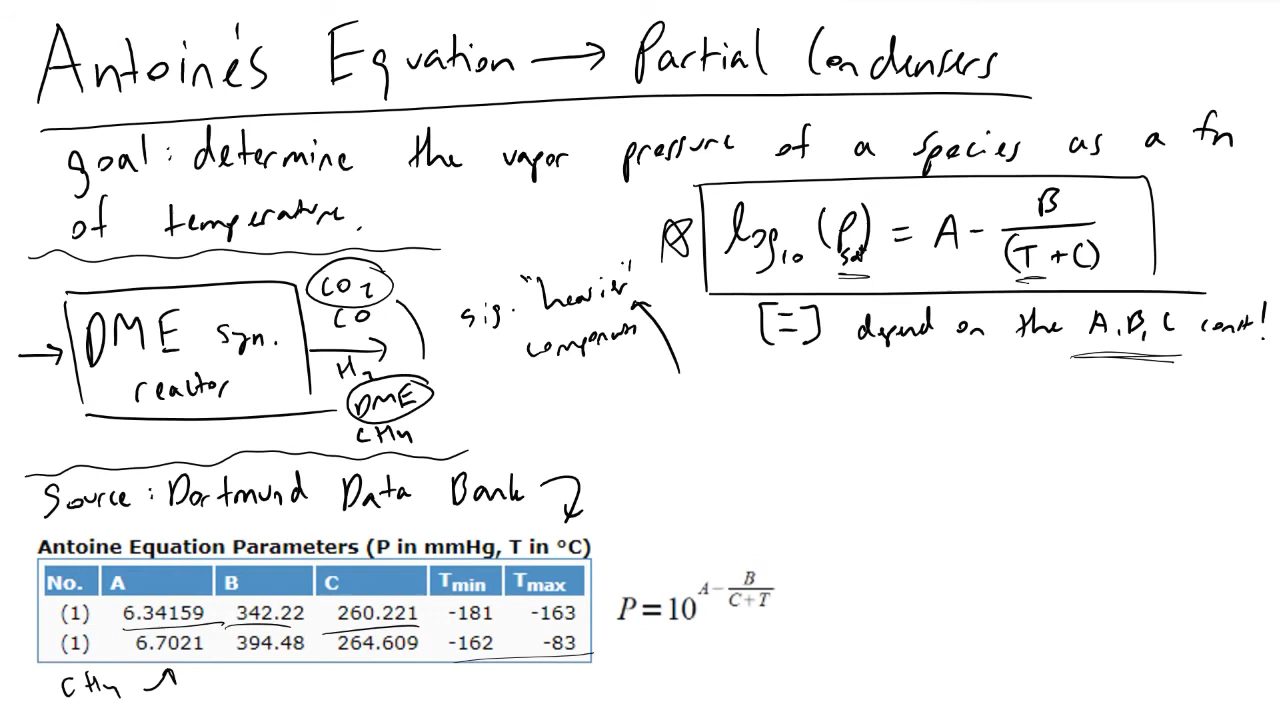 Antoine's Equation → Partial Condensers
goal: determine the vapor pressure of a species as a fn
of temperature.
log10 (Psat) = A - B / (T + C)
[=] depend on the A, B, C const!
CO2
CO
H2
DME
CH4
DME syn.
reactor
sig. "heavier"
components
Source: Dortmund Data Bank
Antoine Equation Parameters (P in mmHg, T in °C)
No. A B C Tmin Tmax
(1) 6.34159 342.22 260.221 -181 -163
(1) 6.7021 394.48 264.609 -162 -83
P=10^(A - B/(C+T))
CH4